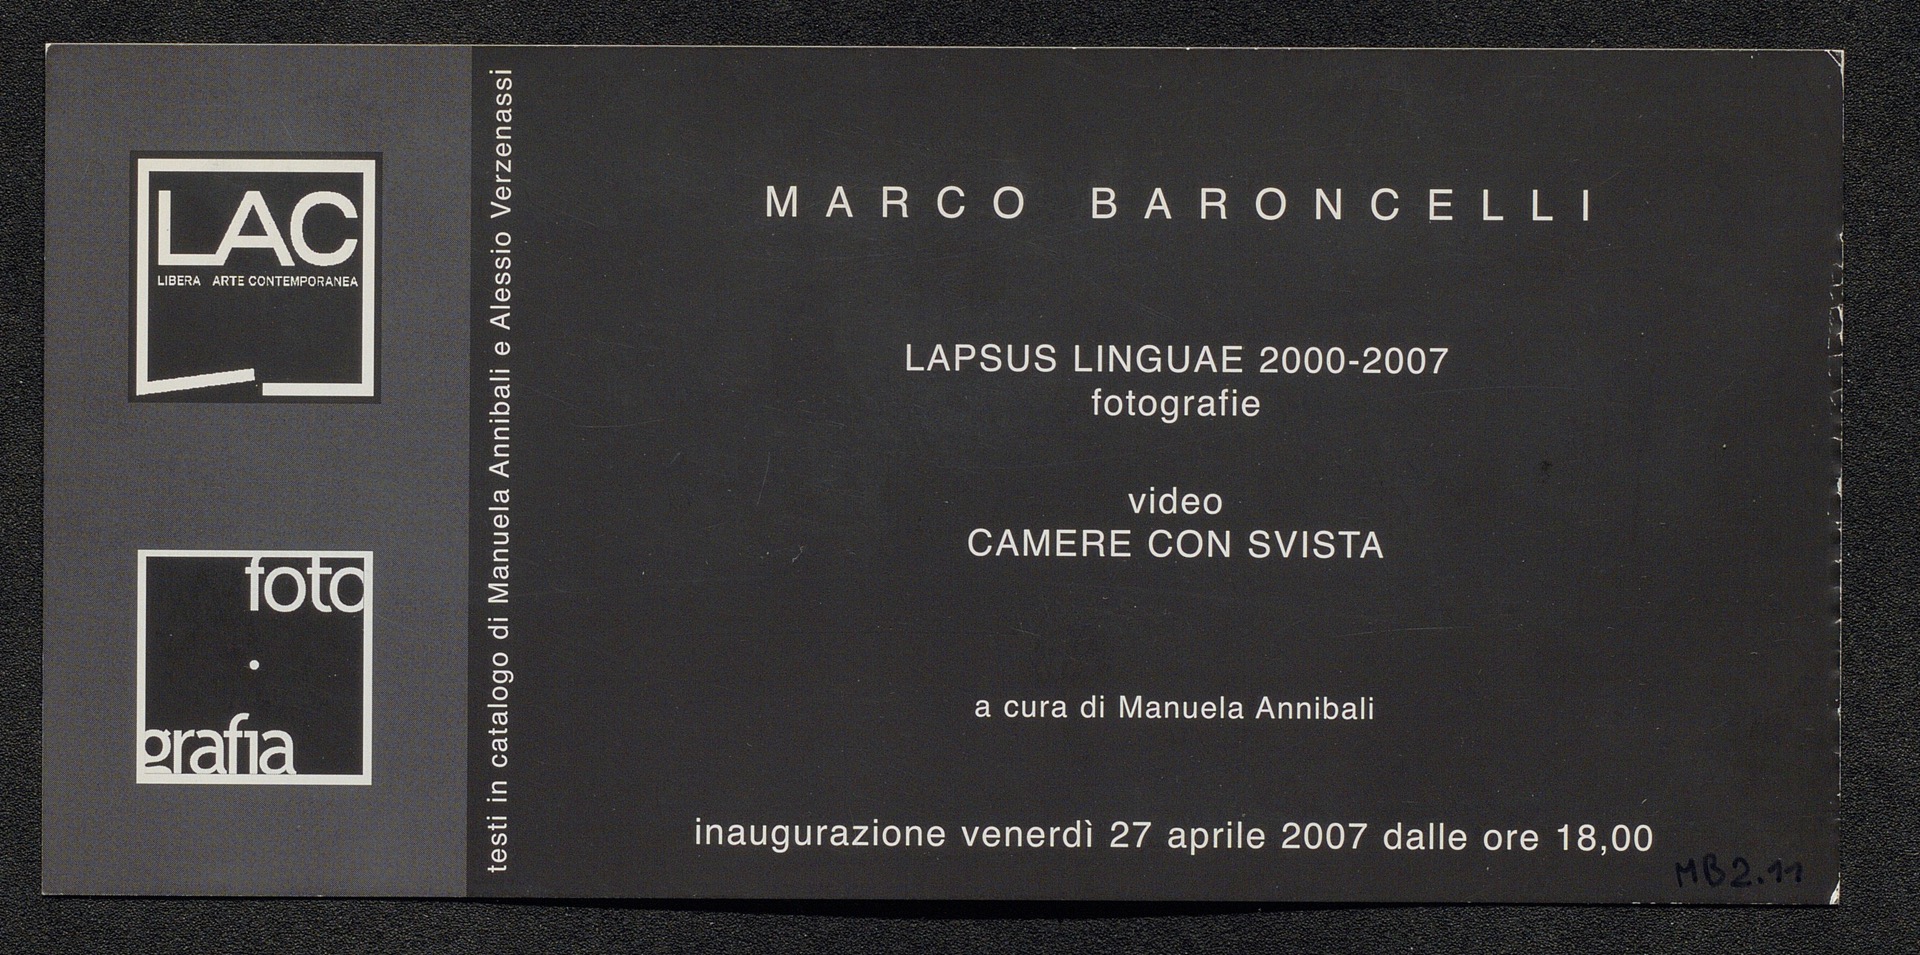 LAC
LIBERA ARTE CONTEMPORANEA
foto
grafia
testi in catalogo di Manuela Annibali e Alessio Verzenassi
MARCO BARONCELLI
LAPSUS LINGUAE 2000-2007
fotografie
video
CAMERE CON SVISTA
a cura di Manuela Annibali
inaugurazione venerdì 27 aprile 2007 dalle ore 18,00
MB2.11